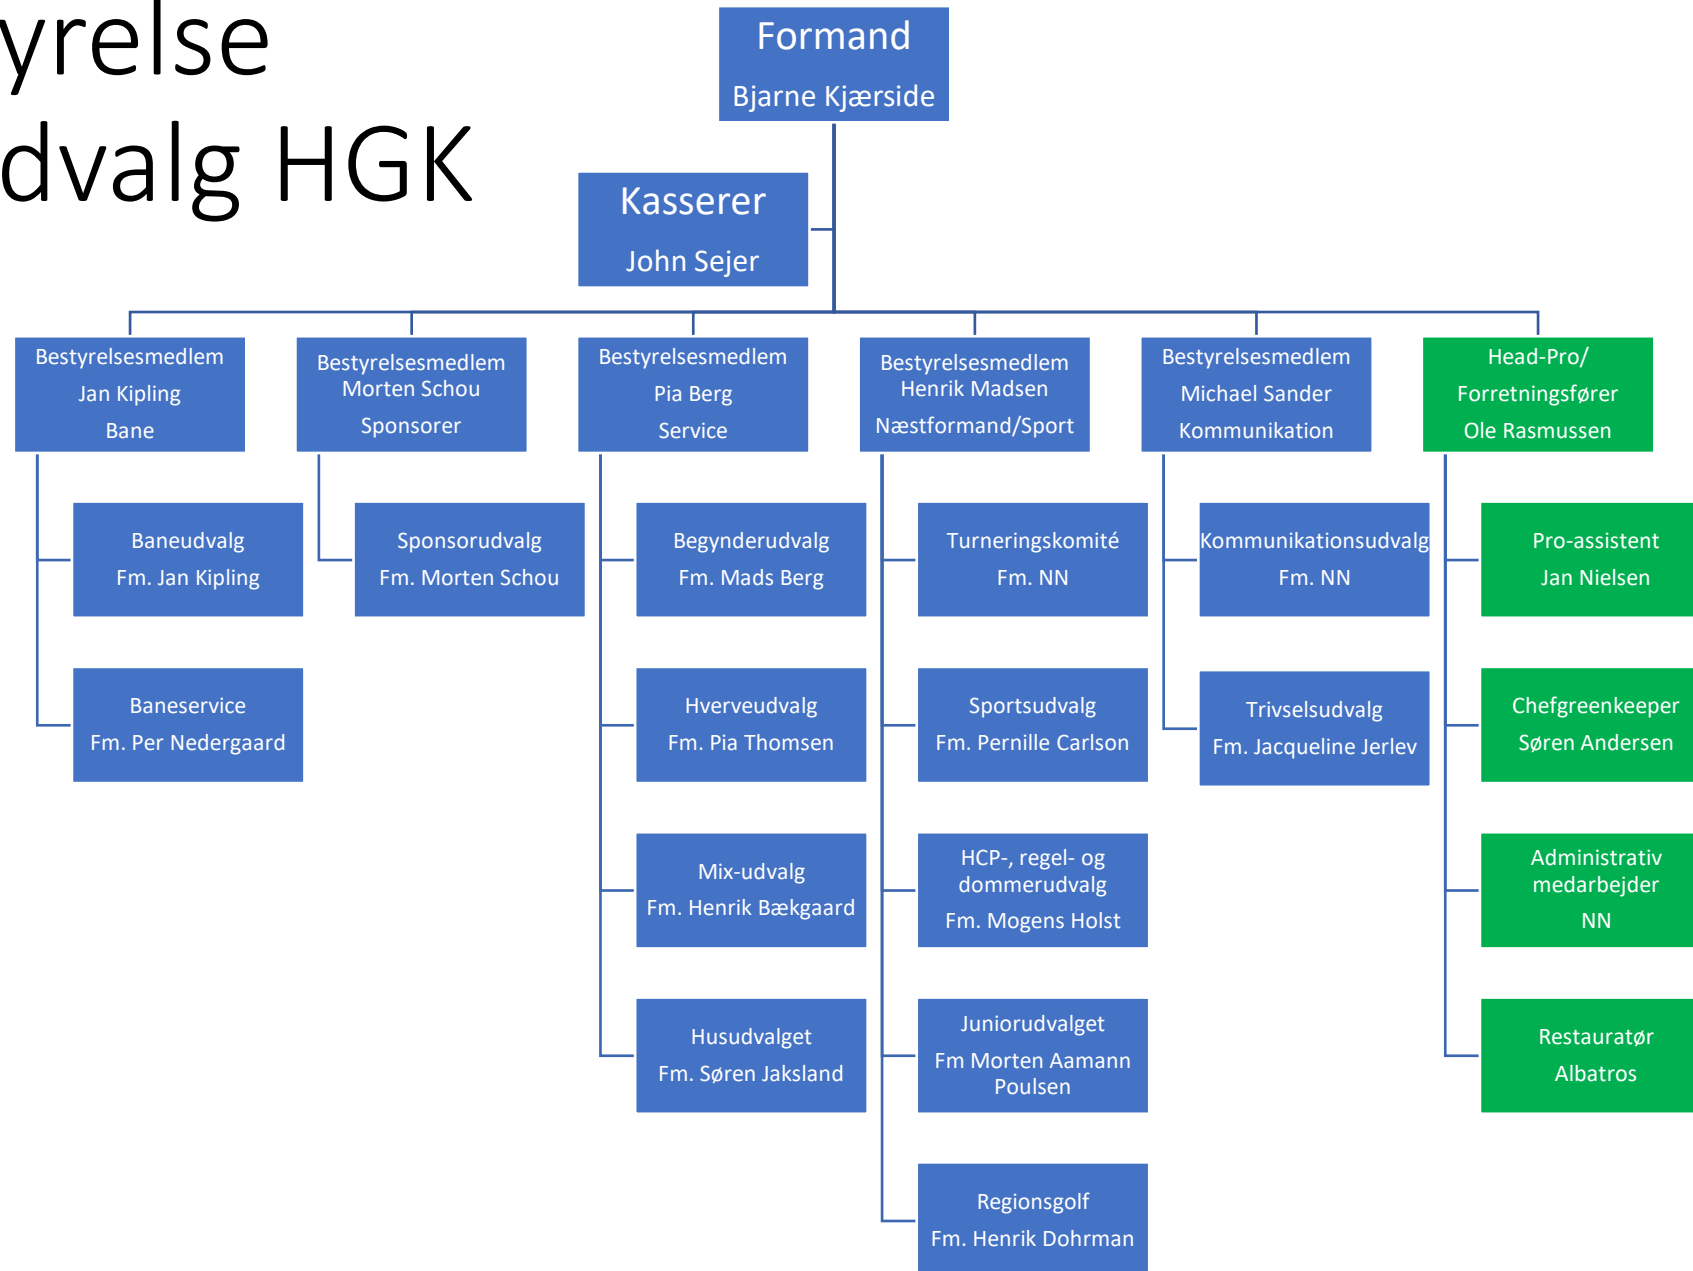 yrelse
dvalg HGK
Formand
Bjarne Kjærside
Kasserer
John Sejer
Bestyrelsesmedlem
Jan Kipling
Bane
Bestyrelsesmedlem
Morten Schou
Sponsorer
Bestyrelsesmedlem
Pia Berg
Service
Bestyrelsesmedlem
Henrik Madsen
Næstformand/Sport
Bestyrelsesmedlem
Michael Sander
Kommunikation
Head-Pro/
Forretningsfører
Ole Rasmussen
Baneudvalg
Fm. Jan Kipling
Baneservice
Fm. Per Nedergaard
Sponsorudvalg
Fm. Morten Schou
Begynderudvalg
Fm. Mads Berg
Hverveudvalg
Fm. Pia Thomsen
Mix-udvalg
Fm. Henrik Bækgaard
Husudvalget
Fm. Søren Jaksland
Turneringskomité
Fm. NN
Sportsudvalg
Fm. Pernille Carlson
HCP-, regel- og
dommerudvalg
Fm. Mogens Holst
Juniorudvalget
Fm Morten Aamann
Poulsen
Regionsgolf
Fm. Henrik Dohrman
Kommunikationsudvalg
Fm. NN
Trivselsudvalg
Fm. Jacqueline Jerlev
Pro-assistent
Jan Nielsen
Chefgreenkeeper
Søren Andersen
Administrativ
medarbejder
NN
Restauratør
Albatros